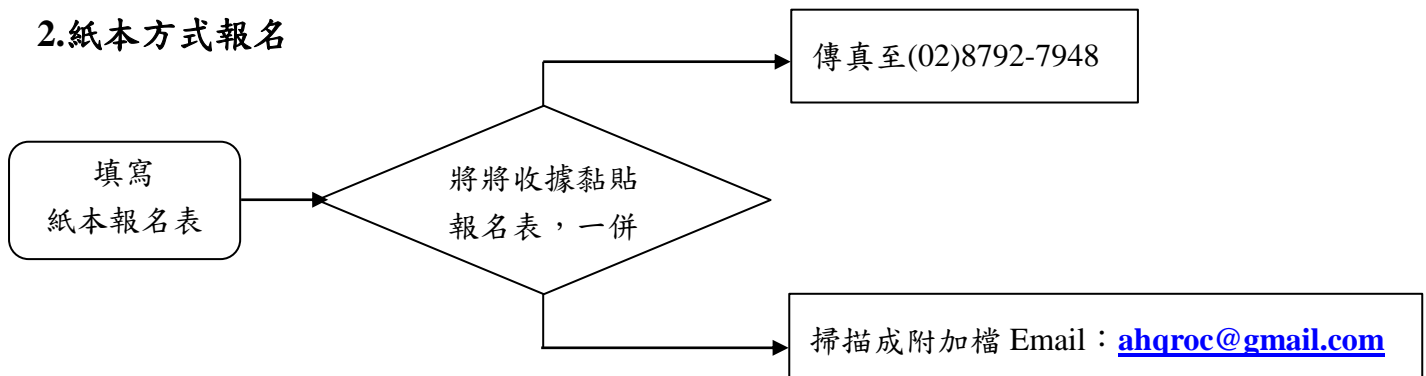 2.紙本方式報名
傳真至(02)8792-7948
填寫
紙本報名表
將將收據黏貼
報名表，一併
掃描成附加檔 Email：ahqroc@gmail.com